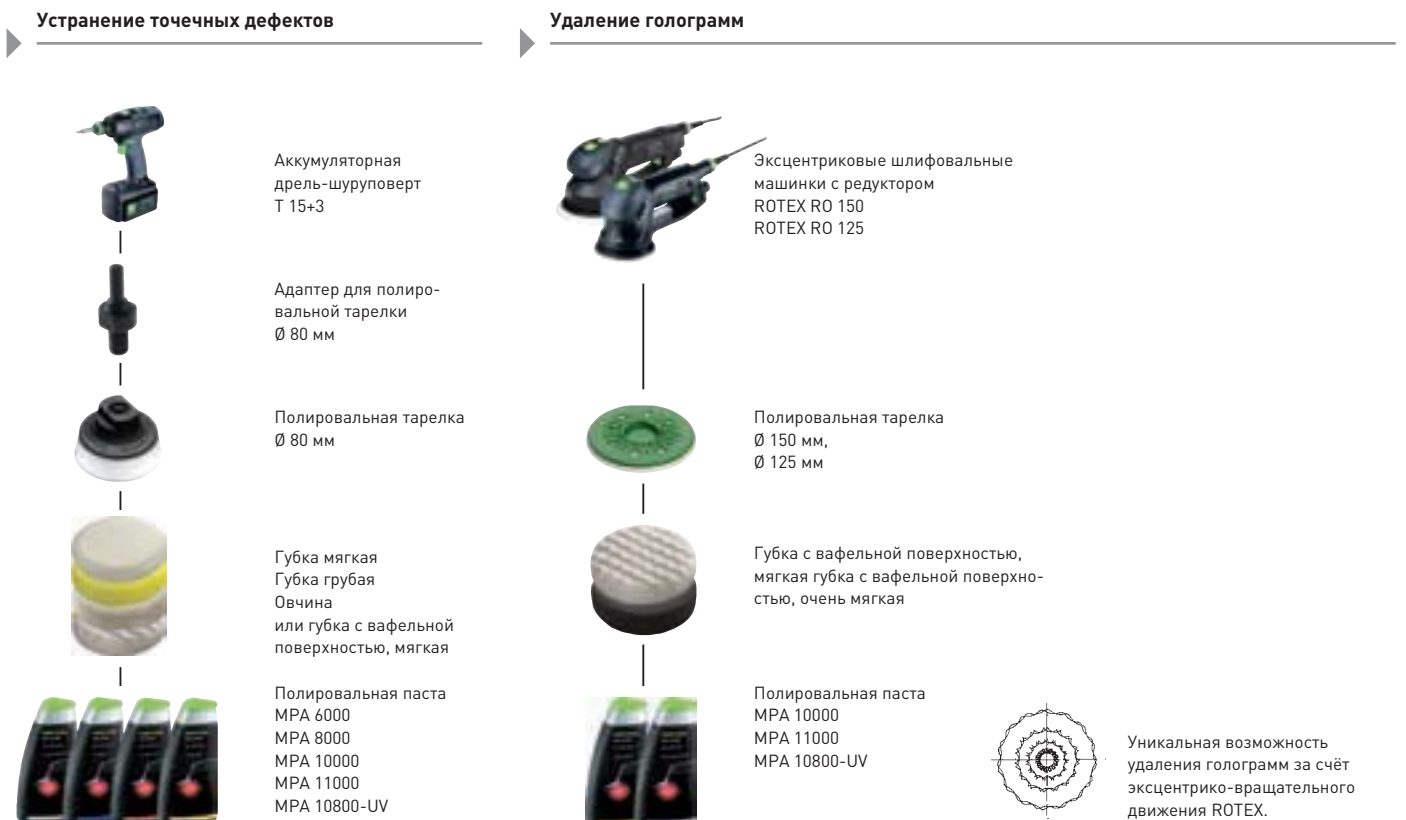 Устранение точечных дефектов
Аккумуляторная
дрель-шуруповерт
T 15+3
Адаптер для полиро-
вальной тарелки
Ø 80 мм
Полировальная тарелка
Ø 80 мм
Губка мягкая
Губка грубая
Овчина
или губка с вафельной
поверхностью, мягкая
Полировальная паста
MPA 6000
MPA 8000
MPA 10000
MPA 11000
MPA 10800-UV
Удаление голограмм
Эксцентриковые шлифовальные
машинки с редуктором
ROTEX RO 150
ROTEX RO 125
Полировальная тарелка
Ø 150 мм,
Ø 125 мм
Губка с вафельной поверхностью,
мягкая губка с вафельной поверхно-
стью, очень мягкая
Полировальная паста
MPA 10000
MPA 11000
MPA 10800-UV
Уникальная возможность
удаления голограмм за счёт
эксцентрико-вращательного
движения ROTEX.